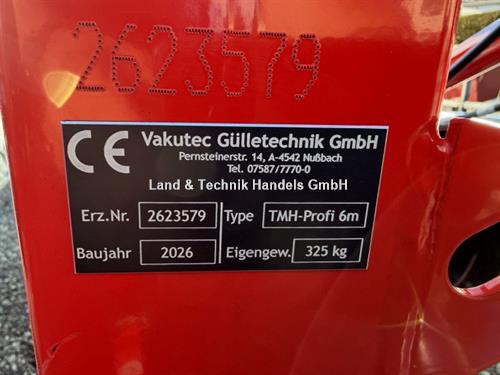 2623579
CE Vakutec Gülletechnik GmbH
Pernsteinerstr. 14, A-4542 Nußbach
Tel. 07587/7770-0
Land & Technik Handels GmbH
Erz.Nr. 2623579 Type TMH-Profi 6m
Baujahr 2026 Eigengew. 325 kg